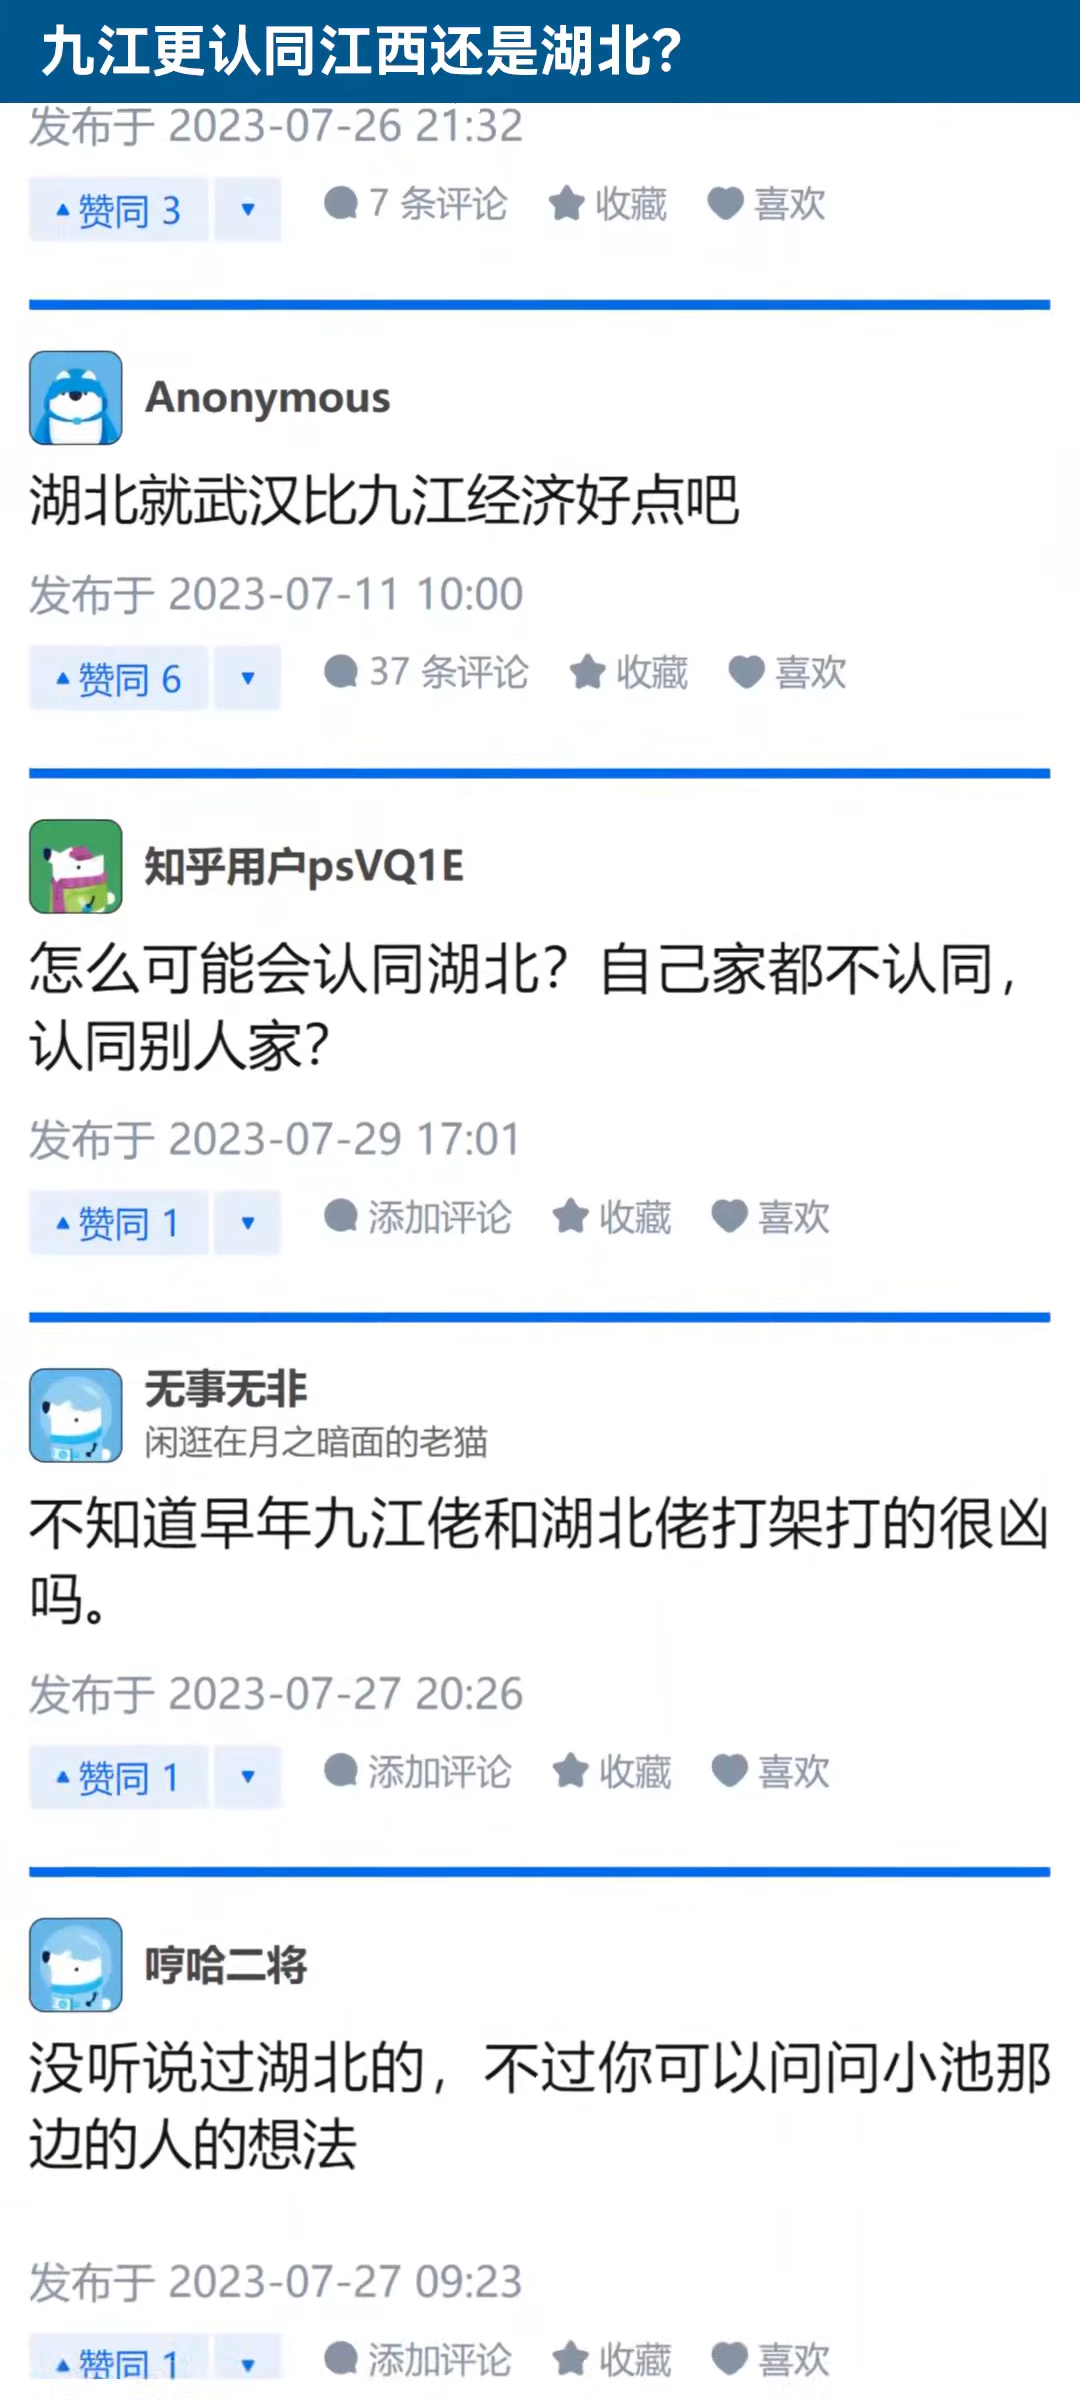 九江更认同江西还是湖北?
发布于 2023-07-26 21:32
赞同 3
7 条评论
收藏
喜欢
Anonymous
湖北就武汉比九江经济好点吧
发布于 2023-07-11 10:00
赞同 6
37 条评论
收藏
喜欢
知乎用户psVQ1E
怎么可能会认同湖北？自己家都不认同，
认同别人家？
发布于 2023-07-29 17:01
赞同 1
添加评论
收藏
喜欢
无事无非
闲逛在月之暗面的老猫
不知道早年九江佬和湖北佬打架打的很凶
吗。
发布于 2023-07-27 20:26
赞同 1
添加评论
收藏
喜欢
哼哈二将
没听说过湖北的，不过你可以问问小池那
边的人的想法
发布于 2023-07-27 09:23
赞同 1
添加评论
收藏
喜欢